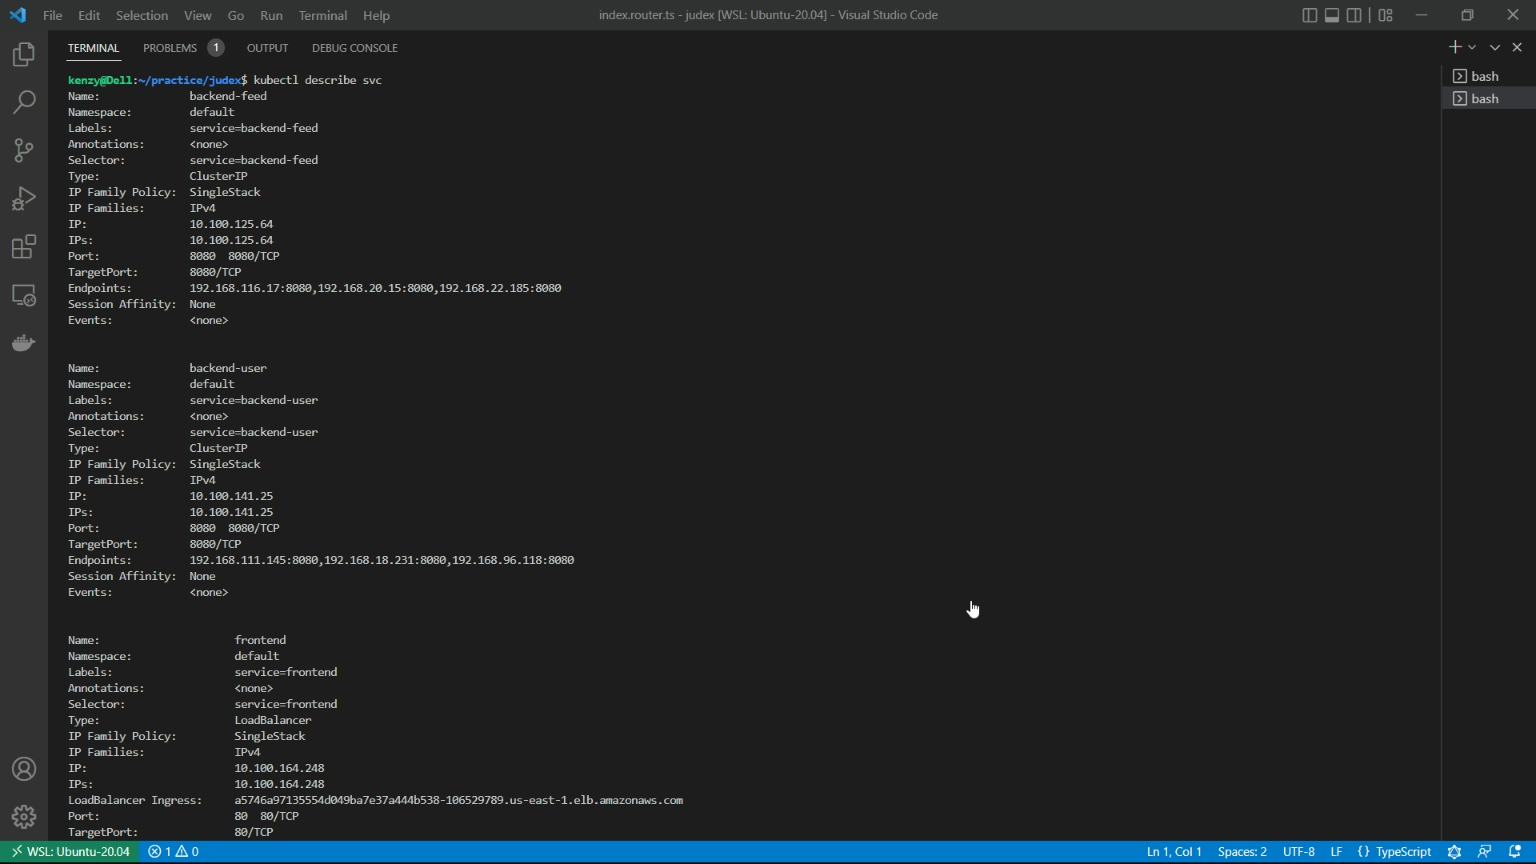 File Edit Selection View Go Run Terminal Help
index.router.ts - judex [WSL: Ubuntu-20.04] - Visual Studio Code
TERMINAL PROBLEMS 1 OUTPUT DEBUG CONSOLE
bash
bash
kenzy@Dell:~/practice/judex$ kubectl describe svc
Name: backend-feed
Namespace: default
Labels: service=backend-feed
Annotations: <none>
Selector: service=backend-feed
Type: ClusterIP
IP Family Policy: SingleStack
IP Families: IPv4
IP: 10.100.125.64
IPs: 10.100.125.64
Port: 8080 8080/TCP
TargetPort: 8080/TCP
Endpoints: 192.168.116.17:8080,192.168.20.15:8080,192.168.22.185:8080
Session Affinity: None
Events: <none>
Name: backend-user
Namespace: default
Labels: service=backend-user
Annotations: <none>
Selector: service=backend-user
Type: ClusterIP
IP Family Policy: SingleStack
IP Families: IPv4
IP: 10.100.141.25
IPs: 10.100.141.25
Port: 8080 8080/TCP
TargetPort: 8080/TCP
Endpoints: 192.168.111.145:8080,192.168.18.231:8080,192.168.96.118:8080
Session Affinity: None
Events: <none>
Name: frontend
Namespace: default
Labels: service=frontend
Annotations: <none>
Selector: service=frontend
Type: LoadBalancer
IP Family Policy: SingleStack
IP Families: IPv4
IP: 10.100.164.248
IPs: 10.100.164.248
LoadBalancer Ingress: a5746a97135554d049ba7e37a444b538-106529789.us-east-1.elb.amazonaws.com
Port: 80 80/TCP
TargetPort: 80/TCP
WSL: Ubuntu-20.04 1 0 Ln 1, Col 1 Spaces: 2 UTF-8 LF {} TypeScript